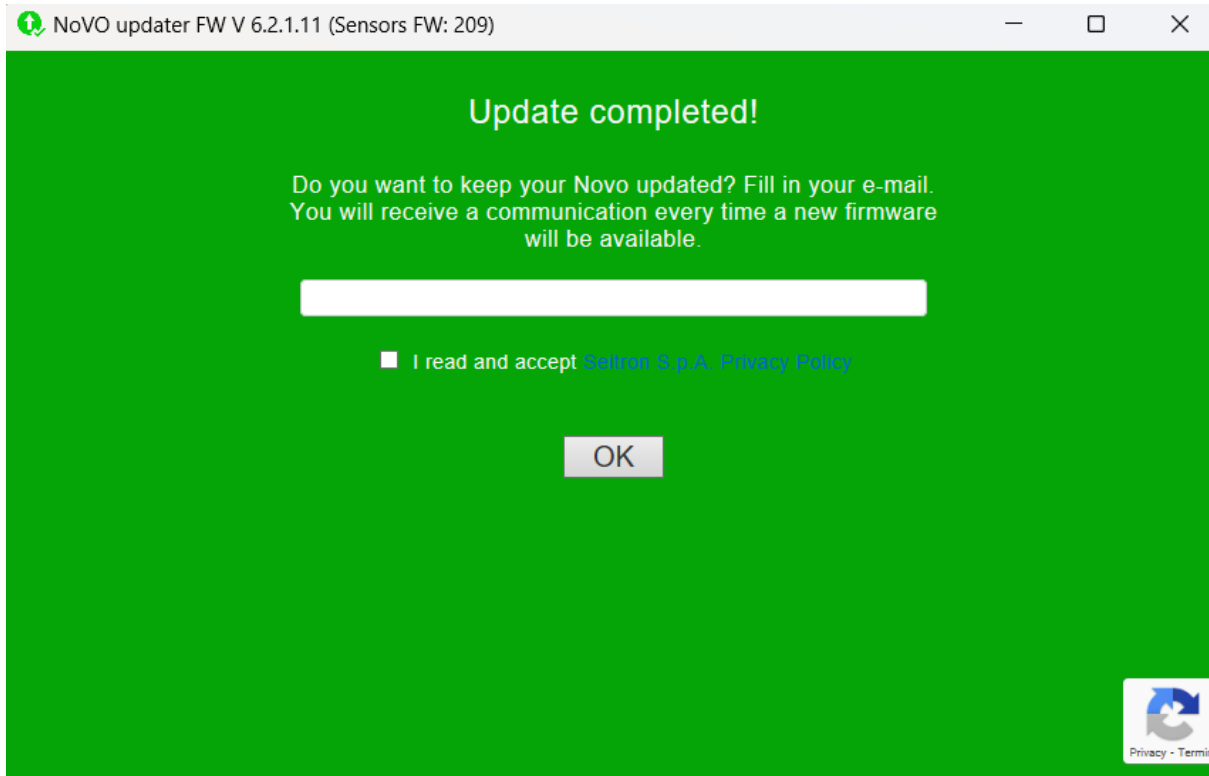 NoVO updater FW V 6.2.1.11 (Sensors FW: 209)
Update completed!
Do you want to keep your Novo updated? Fill in your e-mail.
You will receive a communication every time a new firmware
will be available.
I read and accept Seitron S.p.A. Privacy Policy
OK
Privacy - Termi